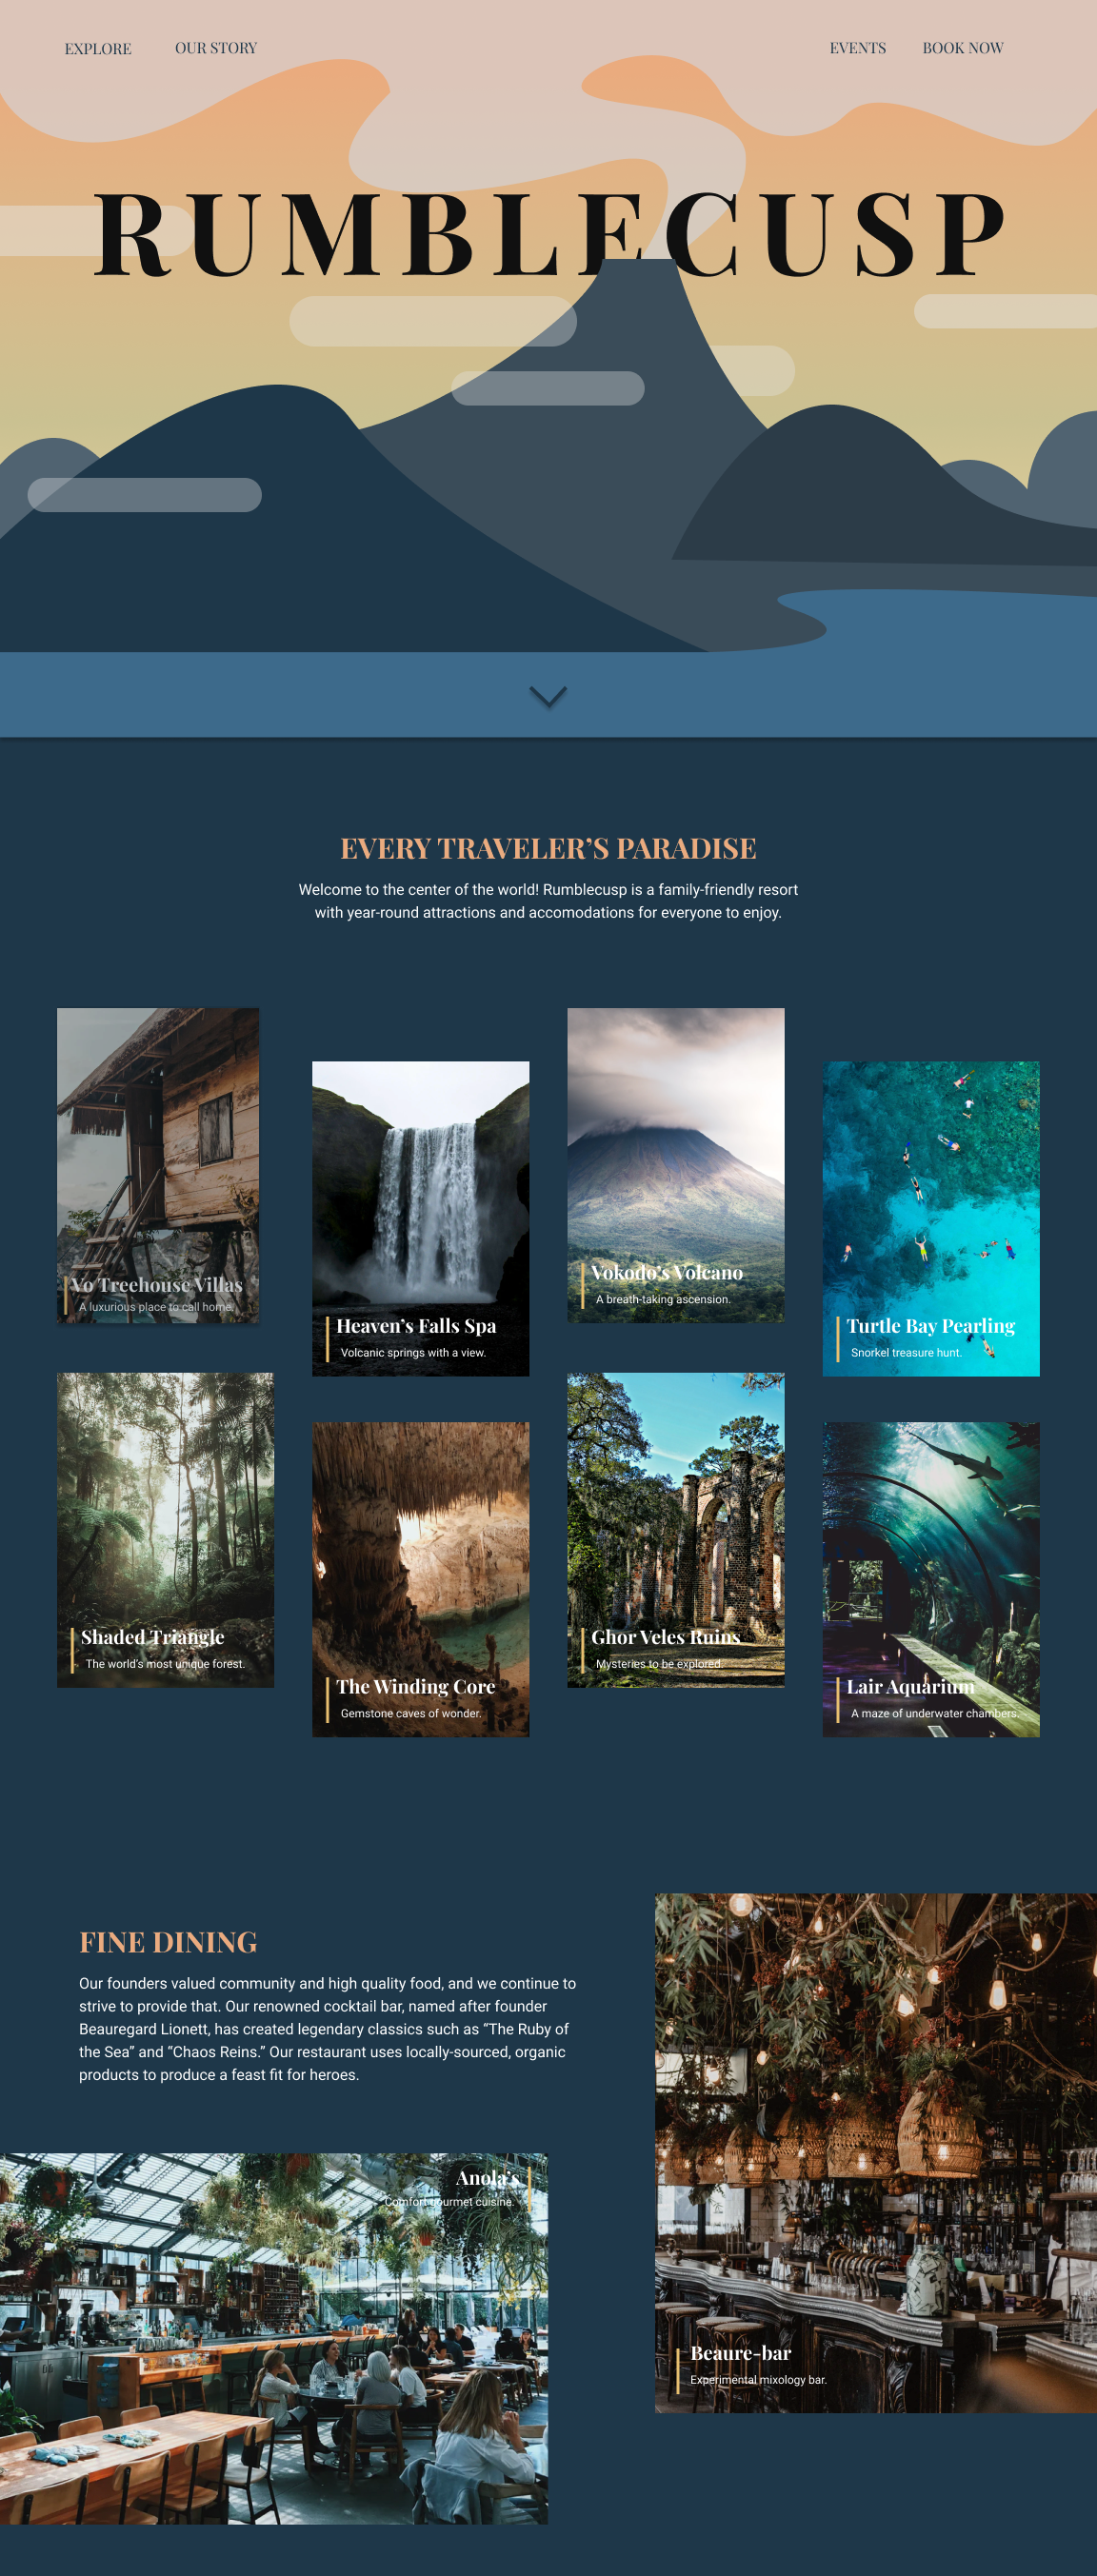 EXPLORE
OUR STORY
EVENTS
BOOK NOW
RUMBLECUSP
EVERY TRAVELER’S PARADISE
Welcome to the center of the world! Rumblecusp is a family-friendly resort
with year-round attractions and accomodations for everyone to enjoy.
Vo Treehouse Villas
A luxurious place to call home.
Heaven’s Falls Spa
Volcanic springs with a view.
Vokodo’s Volcano
A breath-taking ascension.
Turtle Bay Pearling
Snorkel treasure hunt.
Shaded Triangle
The world’s most unique forest.
The Winding Core
Gemstone caves of wonder.
Ghor Veles Ruins
Mysteries to be explored.
Lair Aquarium
A maze of underwater chambers.
FINE DINING
Our founders valued community and high quality food, and we continue to
strive to provide that. Our renowned cocktail bar, named after founder
Beauregard Lionett, has created legendary classics such as “The Ruby of
the Sea” and “Chaos Reins.” Our restaurant uses locally-sourced, organic
products to produce a feast fit for heroes.
Anola’s
Comfort gourmet cuisine.
Beaure-bar
Experimental mixology bar.